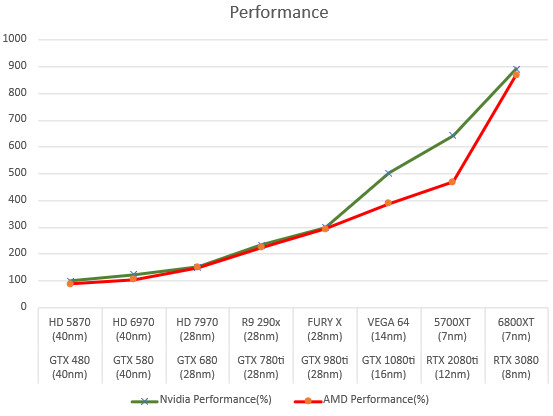 Performance
1000
900
800
700
600
500
400
300
200
100
0
HD 5870 HD 6970 HD 7970 R9 290x FURY X VEGA 64 5700XT 6800XT
(40nm) (40nm) (28nm) (28nm) (28nm) (14nm) (7nm) (7nm)
GTX 480 GTX 580 GTX 680 GTX 780ti GTX 980ti GTX 1080ti RTX 2080ti RTX 3080
(40nm) (40nm) (28nm) (28nm) (28nm) (16nm) (12nm) (8nm)
Nvidia Performance(%) AMD Performance(%)